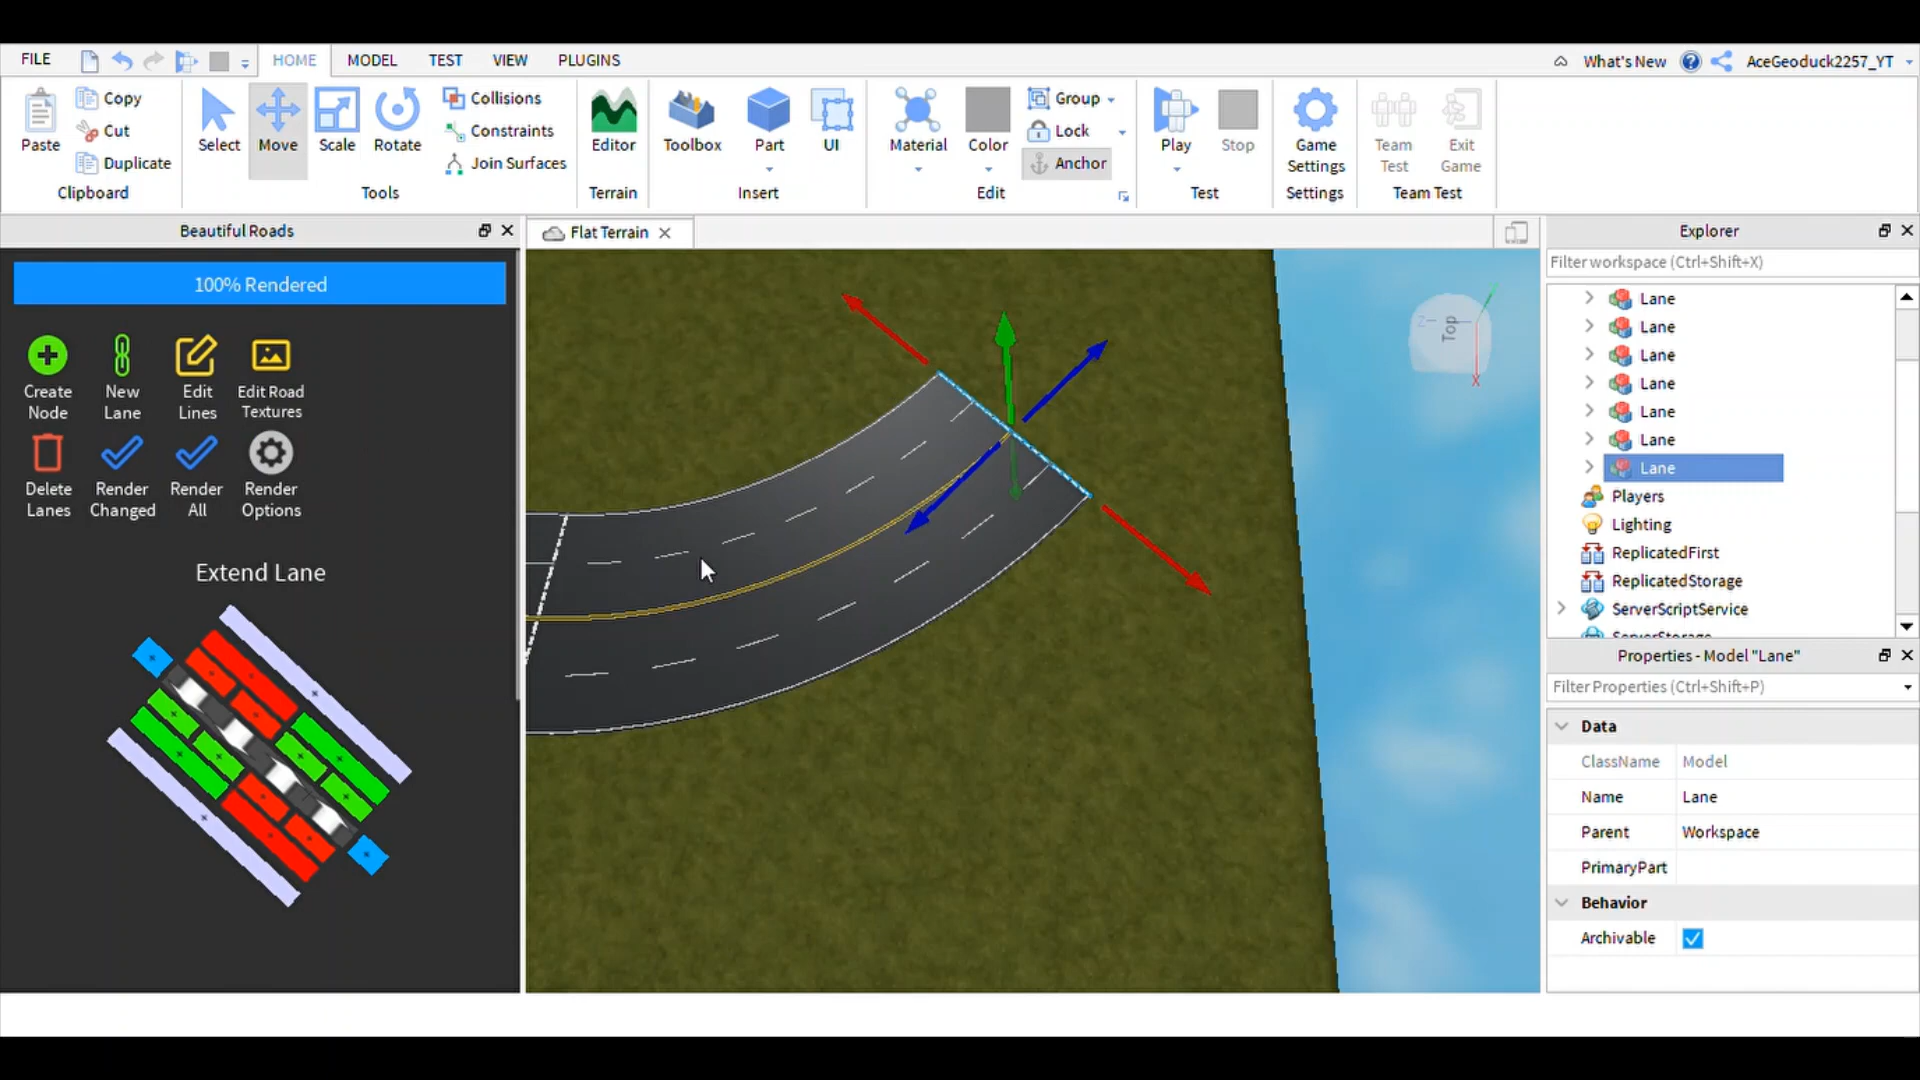 FILE HOME MODEL TEST VIEW PLUGINS What's New AceGeoduck2257_YT
Copy
Cut
Duplicate
Paste
Clipboard
Select Move Scale Rotate
Collisions
Constraints
Join Surfaces
Tools
Editor
Terrain
Toolbox Part UI
Insert
Material Color
Group
Lock
Anchor
Edit
Play Stop
Test
Game
Settings
Settings
Team
Test
Exit
Game
Team Test
Beautiful Roads
100% Rendered
Create
Node
New
Lane
Edit
Lines
Edit Road
Textures
Delete
Lanes
Render
Changed
Render
All
Render
Options
Extend Lane
Flat Terrain
Top
Z
X
Explorer
Filter workspace (Ctrl+Shift+X)
Lane
Lane
Lane
Lane
Lane
Lane
Lane
Players
Lighting
ReplicatedFirst
ReplicatedStorage
ServerScriptService
ServerStorage
Properties - Model "Lane"
Filter Properties (Ctrl+Shift+P)
Data
ClassName Model
Name Lane
Parent Workspace
PrimaryPart
Behavior
Archivable